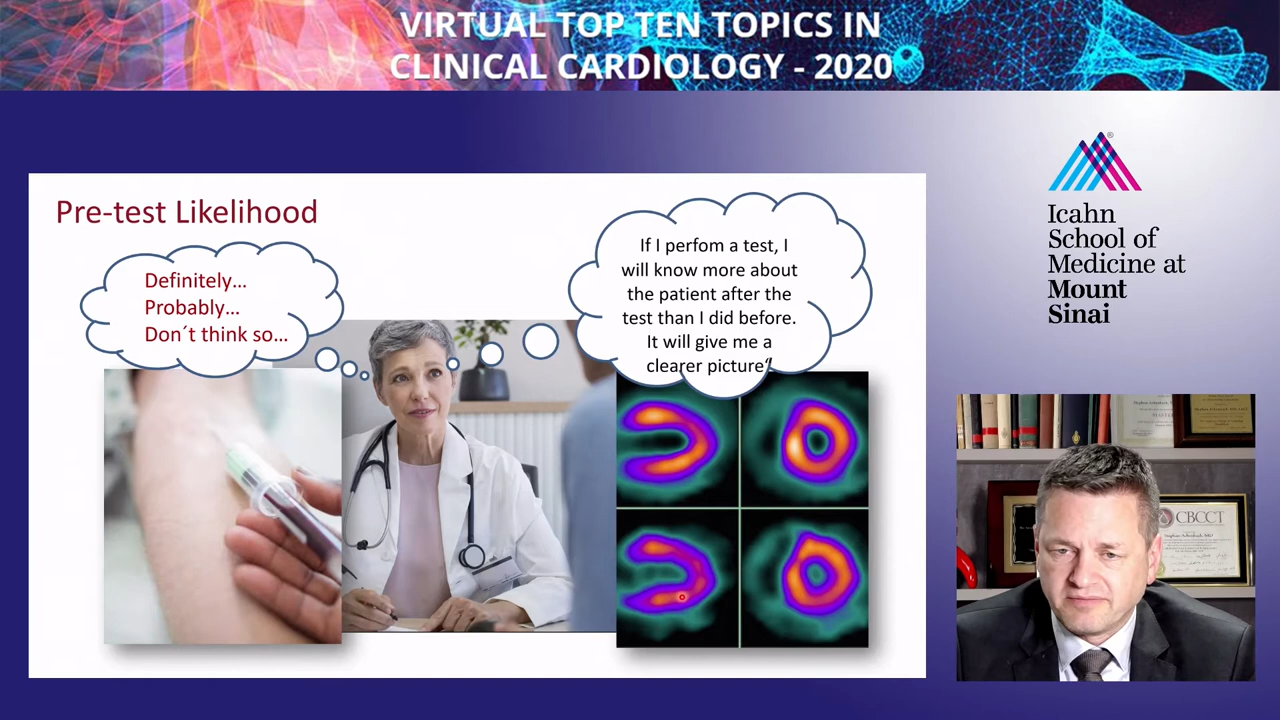 VIRTUAL TOP TEN TOPICS IN
CLINICAL CARDIOLOGY - 2020
Pre-test Likelihood
Definitely…
Probably…
Don´t think so…
If I perfom a test, I
will know more about
the patient after the
test than I did before.
It will give me a
clearer picture“
®
Icahn
School of
Medicine at
Mount
Sinai
CBCCT